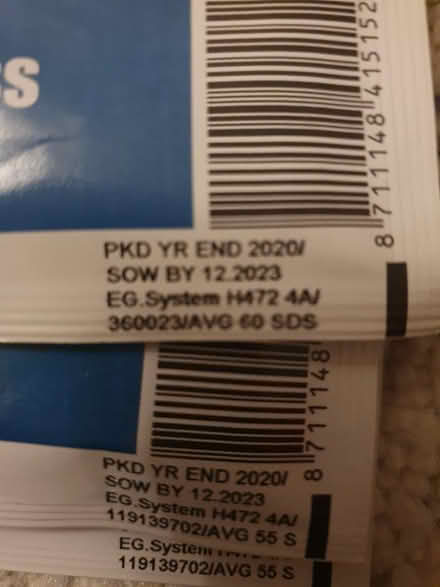 SS
8 711148 415152
PKD YR END 2020/
SOW BY 12.2023
EG.System H472 4A/
360023/AVG 60 SDS
8 711148
PKD YR END 2020/
SOW BY 12.2023
EG.System H472 4A/
119139702/AVG 55 S
EG.System
119139702/AVG 55 S